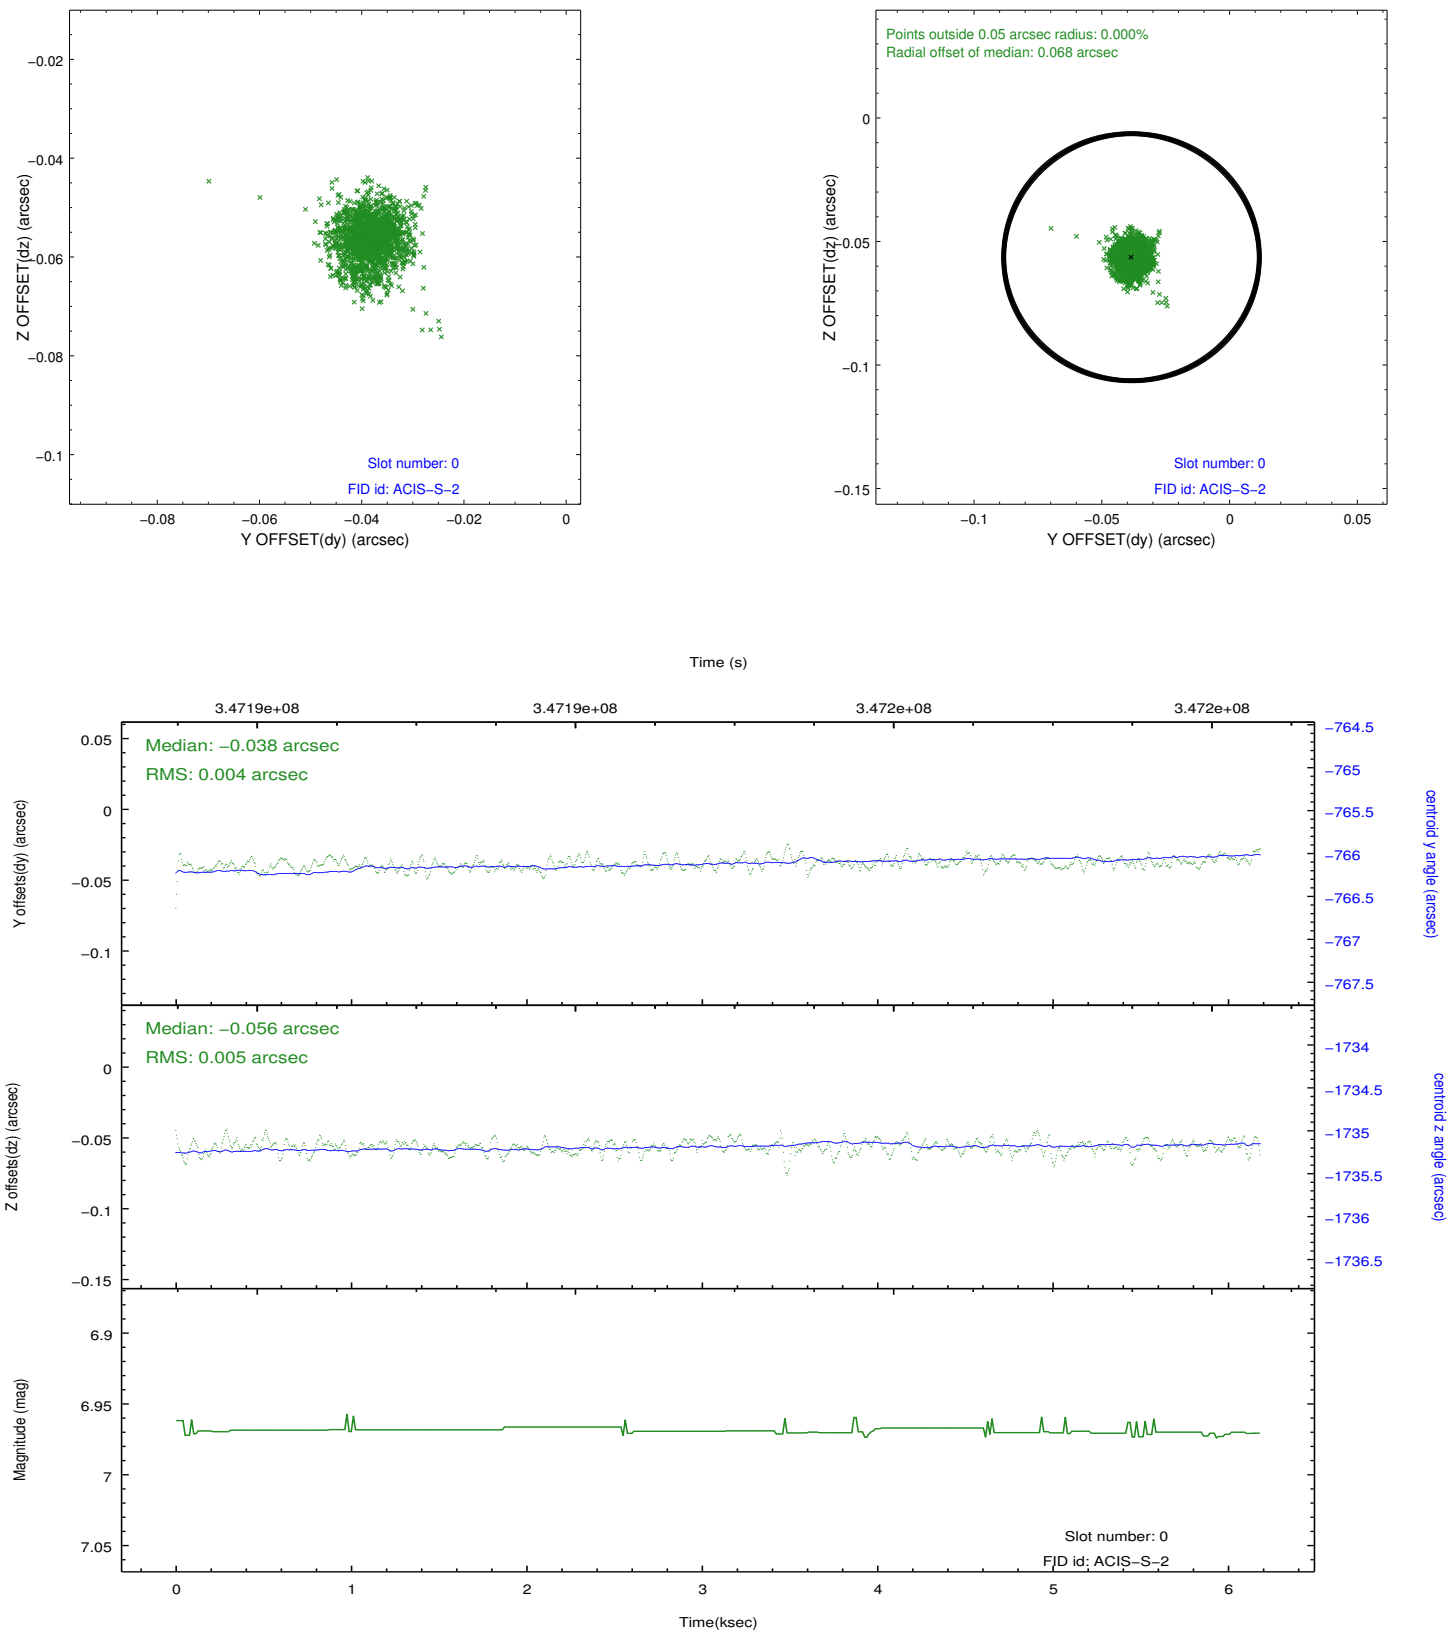 −0.02
−0.04
−0.06
−0.08
−0.1
Z OFFSET(dz) (arcsec)
Slot number: 0
FID id: ACIS−S−2
−0.08
−0.06
−0.04
−0.02
0
Y OFFSET(dy) (arcsec)
Points outside 0.05 arcsec radius: 0.000%
Radial offset of median: 0.068 arcsec
0
−0.05
−0.1
−0.15
Z OFFSET(dz) (arcsec)
Slot number: 0
FID id: ACIS−S−2
−0.1
−0.05
0
0.05
Y OFFSET(dy) (arcsec)
Time (s)
3.4719e+08
3.4719e+08
3.472e+08
3.472e+08
Median: −0.038 arcsec
RMS: 0.004 arcsec
0.05
0
−0.05
−0.1
Y offsets(dy) (arcsec)
−764.5
−765
−765.5
−766
−766.5
−767
−767.5
centroid y angle (arcsec)
Median: −0.056 arcsec
RMS: 0.005 arcsec
0
−0.05
−0.1
−0.15
Z offsets(dz) (arcsec)
−1734
−1734.5
−1735
−1735.5
−1736
−1736.5
centroid z angle (arcsec)
6.9
6.95
7
7.05
Magnitude (mag)
Slot number: 0
FID id: ACIS−S−2
0
1
2
3
4
5
6
Time(ksec)